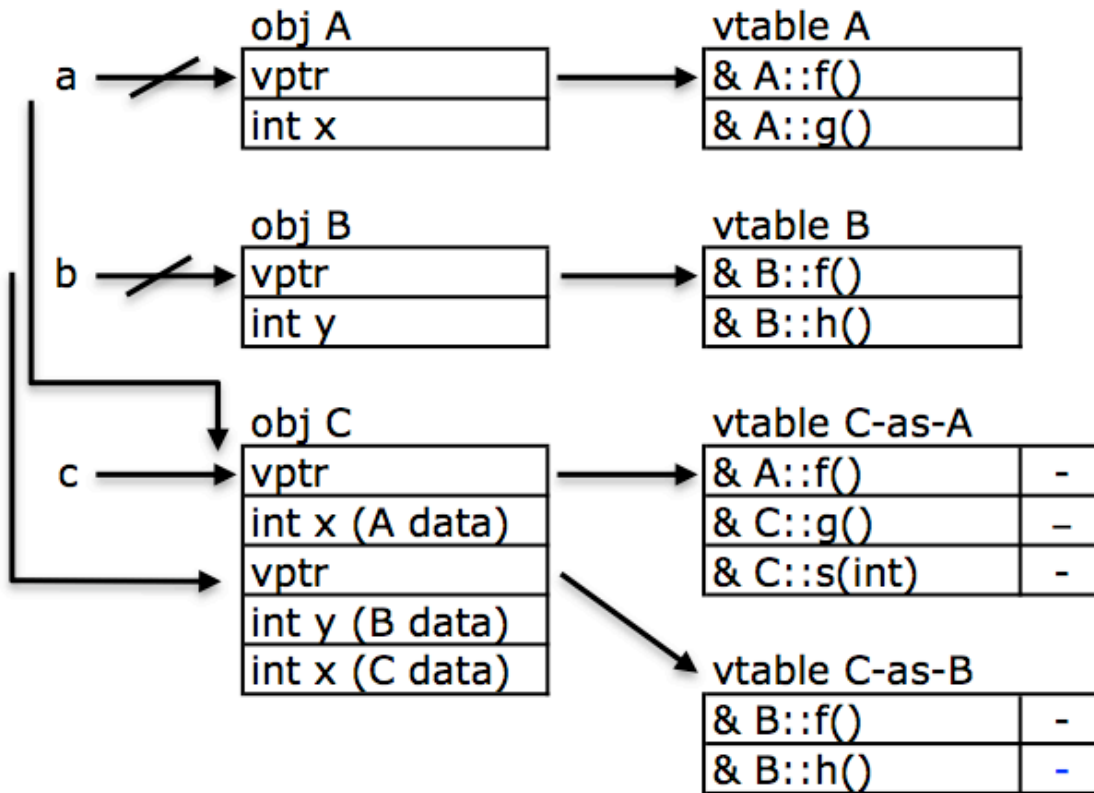 obj A
vtable A
a
vptr
& A::f()
int x
& A::g()
obj B
vtable B
b
vptr
& B::f()
int y
& B::h()
obj C
vtable C-as-A
c
vptr
& A::f()
-
int x (A data)
& C::g()
–
vptr
& C::s(int)
-
int y (B data)
int x (C data)
vtable C-as-B
& B::f()
-
& B::h()
-